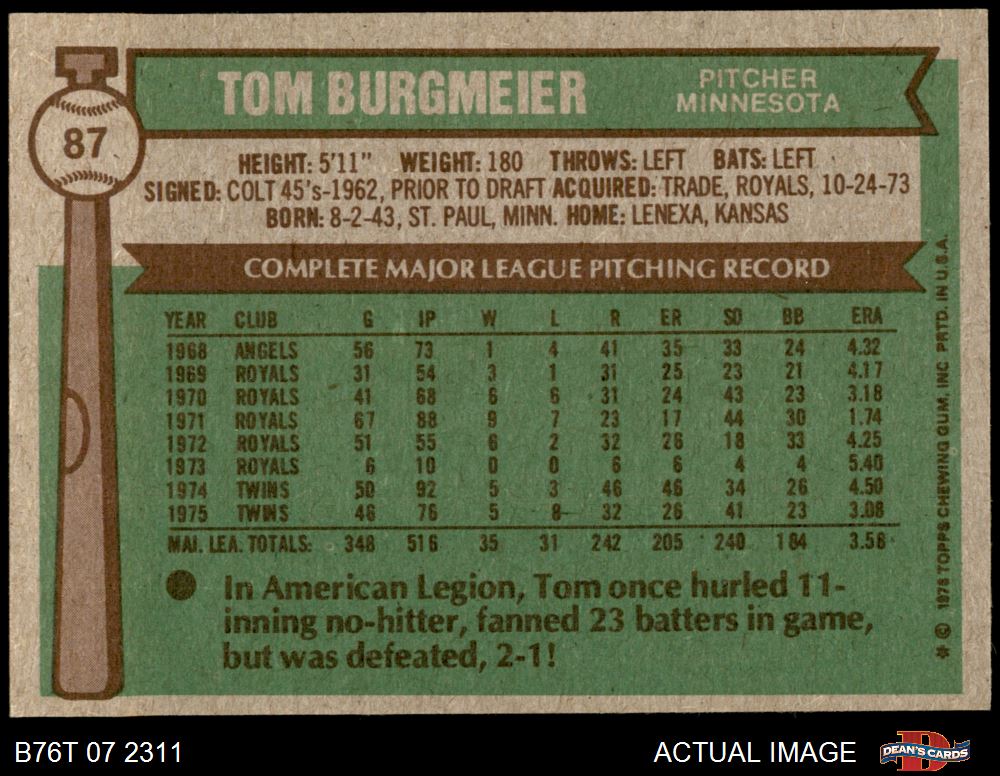 TOM BURGMEIER
PITCHER
MINNESOTA
87
HEIGHT: 5'11" WEIGHT: 180 THROWS: LEFT BATS: LEFT
SIGNED: COLT 45's-1962, PRIOR TO DRAFT ACQUIRED: TRADE, ROYALS, 10-24-73
BORN: 8-2-43, ST. PAUL, MINN. HOME: LENEXA, KANSAS
COMPLETE MAJOR LEAGUE PITCHING RECORD
YEAR CLUB G IP W L R ER SO BB ERA
1968 ANGELS 56 73 1 4 41 35 33 24 4.32
1969 ROYALS 31 54 3 1 31 25 23 21 4.17
1970 ROYALS 41 68 6 6 31 24 43 23 3.18
1971 ROYALS 67 88 9 7 23 17 44 30 1.74
1972 ROYALS 51 55 6 2 32 26 18 33 4.25
1973 ROYALS 6 10 0 0 6 6 4 4 5.40
1974 TWINS 50 92 5 3 46 46 34 26 4.50
1975 TWINS 46 76 5 8 32 26 41 23 3.08
MAJ. LEA. TOTALS: 348 516 35 31 242 205 240 184 3.58
In American Legion, Tom once hurled 11-
inning no-hitter, fanned 23 batters in game,
but was defeated, 2-1!
* © 1976 TOPPS CHEWING GUM, INC PRTD. IN U.S.A.
B76T 07 2311
ACTUAL IMAGE
DEAN'S CARDS